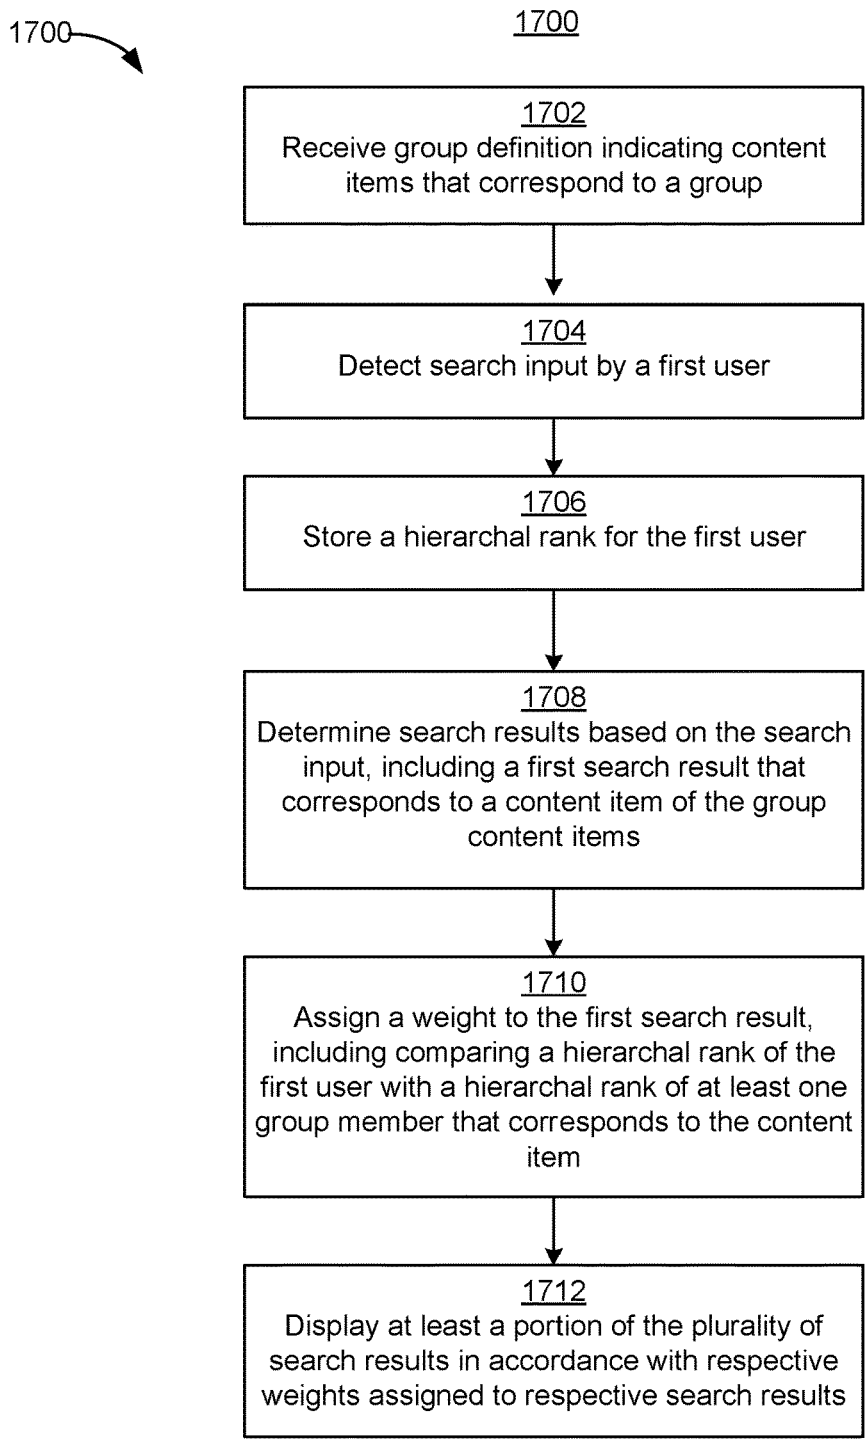 1700
1700
1702
Receive group definition indicating content
items that correspond to a group
1704
Detect search input by a first user
1706
Store a hierarchal rank for the first user
1708
Determine search results based on the search
input, including a first search result that
corresponds to a content item of the group
content items
1710
Assign a weight to the first search result,
including comparing a hierarchal rank of the
first user with a hierarchal rank of at least one
group member that corresponds to the content
item
1712
Display at least a portion of the plurality of
search results in accordance with respective
weights assigned to respective search results